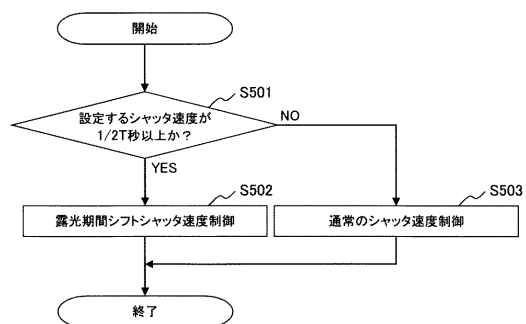 開始
S501
設定するシャッタ速度が
1/2T秒以上か？
NO
YES
S502
露光期間シフトシャッタ速度制御
S503
通常のシャッタ速度制御
終了